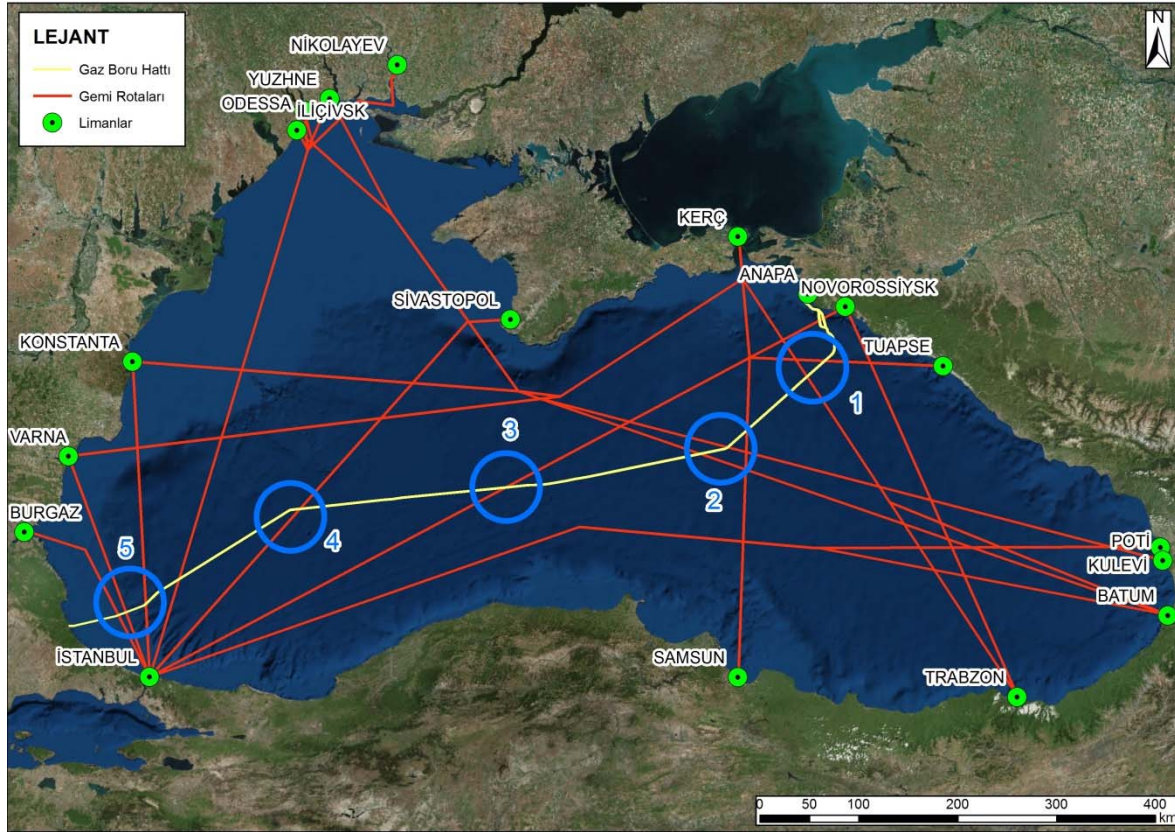 LEJANT
Gaz Boru Hattı
Gemi Rotaları
Limanlar
N
NİKOLAYEV
YUZHNE
ODESSA
İLİÇİVSK
KERÇ
ANAPA
NOVOROSSİYSK
SİVASTOPOL
KONSTANTA
TUAPSE
1
VARNA
3
2
BURGAZ
4
5
POTİ
KULEVİ
BATUM
İSTANBUL
SAMSUN
TRABZON
0 50 100 200 300 400
km